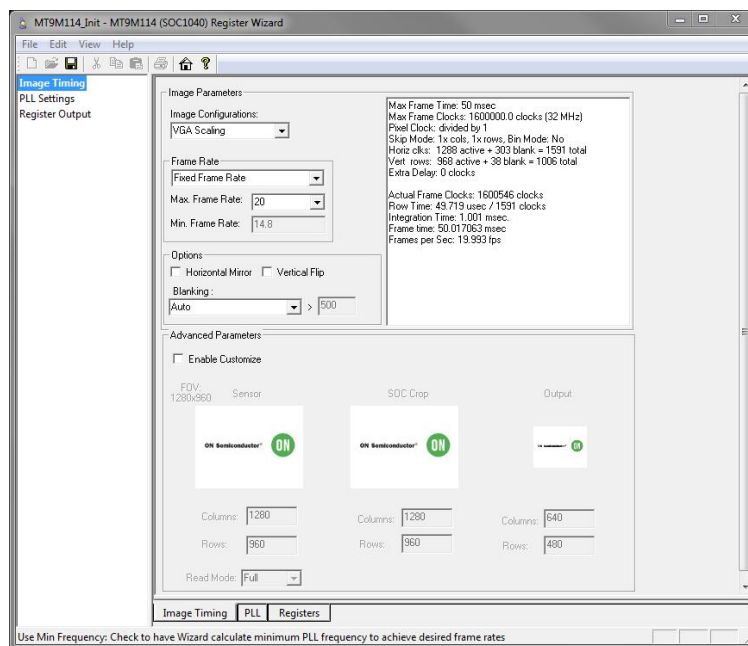 MT9M114_Init - MT9M114 (SOC1040) Register Wizard
File Edit View Help
Image Timing
PLL Settings
Register Output
Image Parameters
Image Configurations:
VGA Scaling
Frame Rate
Fixed Frame Rate
Max. Frame Rate: 20
Min. Frame Rate: 14.8
Options
Horizontal Mirror Vertical Flip
Blanking :
Auto > 500
Max Frame Time: 50 msec
Max Frame Clocks: 1600000.0 clocks (32 MHz)
Pixel Clock: divided by 1
Skip Mode: 1x cols, 1x rows, Bin Mode: No
Horiz clks: 1288 active + 303 blank = 1591 total
Vert rows: 968 active + 38 blank = 1006 total
Extra Delay: 0 clocks
Actual Frame Clocks: 1600546 clocks
Row Time: 49.719 usec / 1591 clocks
Integration Time: 1.001 msec.
Frame time: 50.017063 msec
Frames per Sec: 19.993 fps
Advanced Parameters
Enable Customize
FOV:
1280x960
Sensor SOC Crop Output
ON Semiconductor ON ON Semiconductor ON ON
Columns: 1280 Columns: 1280 Columns: 640
Rows: 960 Rows: 960 Rows: 480
Read Mode: Full
Image Timing PLL Registers
Use Min Frequency: Check to have Wizard calculate minimum PLL frequency to achieve desired frame rates